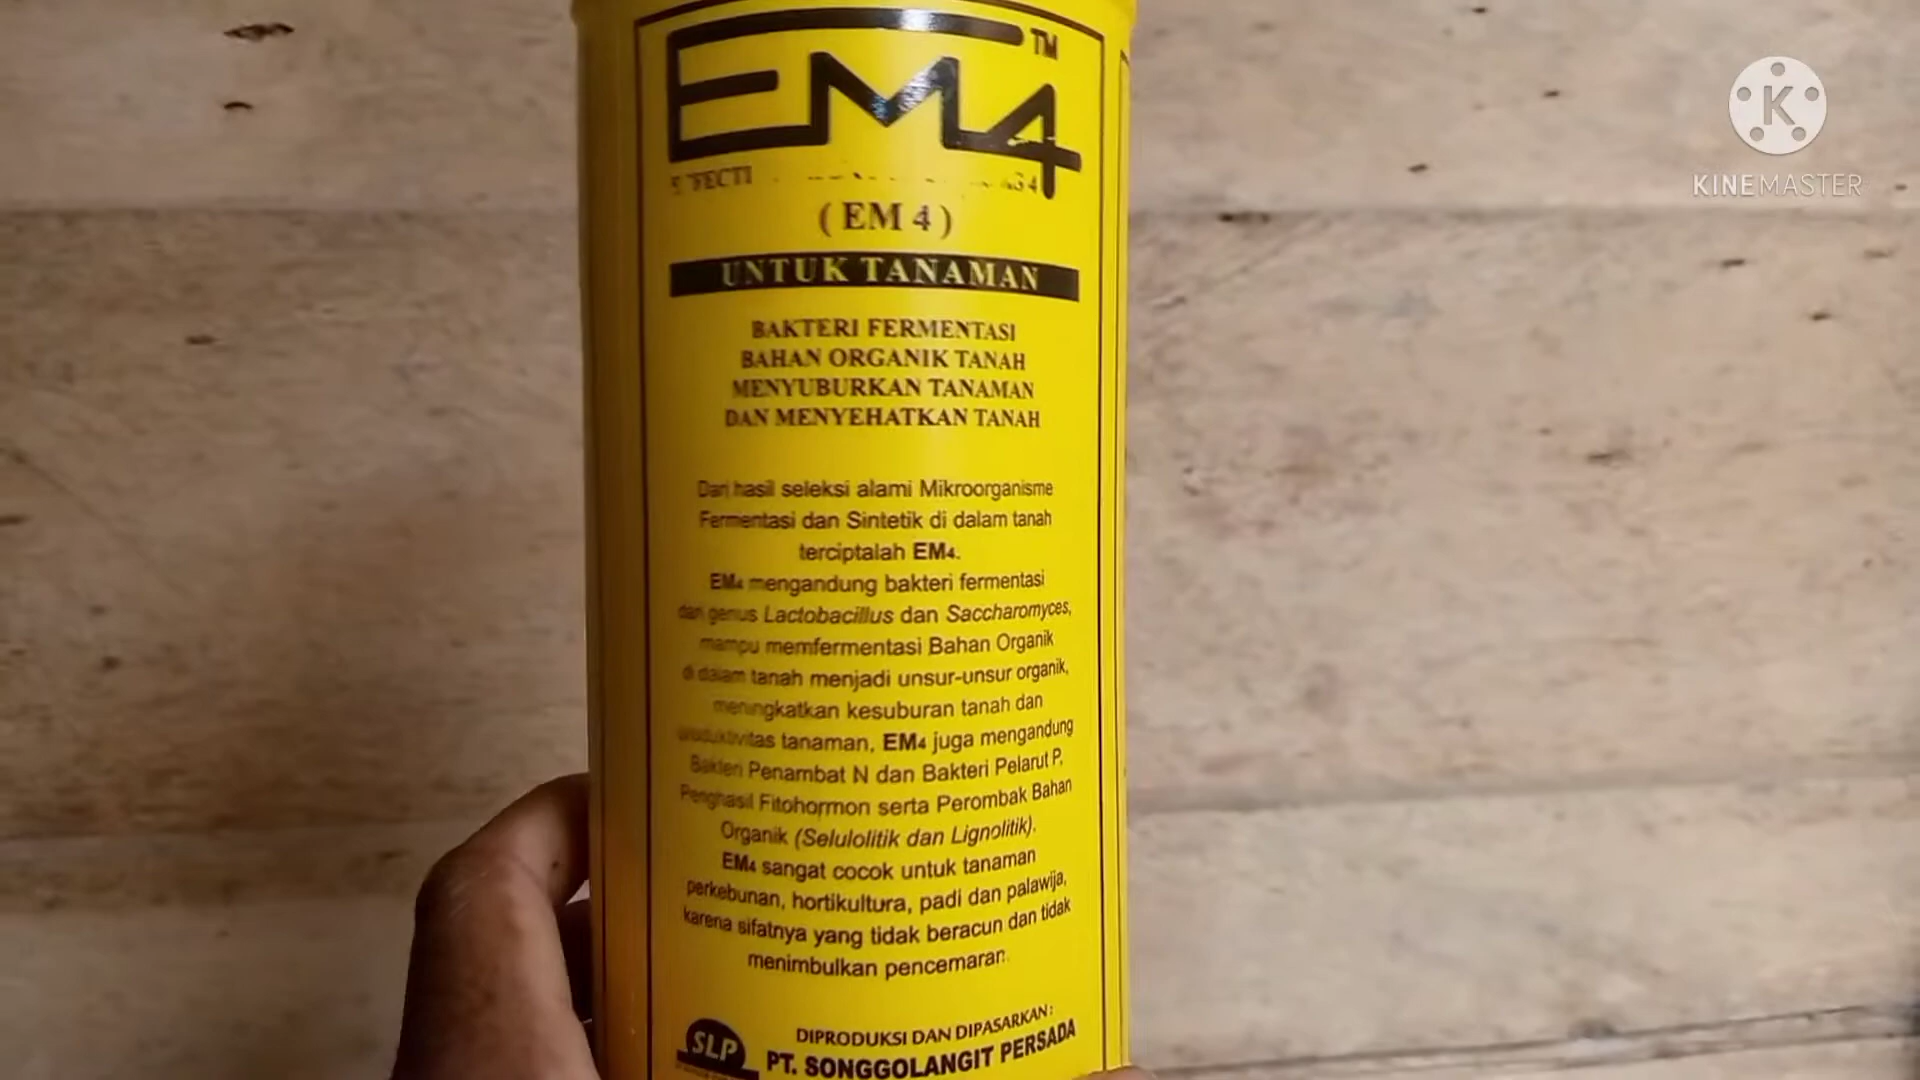 EM4 TM
(EM 4)
UNTUK TANAMAN
BAKTERI FERMENTASI
BAHAN ORGANIK TANAH
MENYUBURKAN TANAMAN
DAN MENYEHATKAN TANAH
Dari hasil seleksi alami Mikroorganisme
Fermentasi dan Sintetik di dalam tanah
terciptalah EM4.
EM4 mengandung bakteri fermentasi
dari genus Lactobacillus dan Saccharomyces,
mampu memfermentasi Bahan Organik
di dalam tanah menjadi unsur-unsur organik,
meningkatkan kesuburan tanah dan
produktivitas tanaman, EM4 juga mengandung
Bakteri Penambat N dan Bakteri Pelarut P.
Penghasil Fitohormon serta Perombak Bahan
Organik (Selulolitik dan Lignolitik).
EM4 sangat cocok untuk tanaman
perkebunan, hortikultura, padi dan palawija,
karena sifatnya yang tidak beracun dan tidak
menimbulkan pencemaran.
DIPRODUKSI DAN DIPASARKAN:
SLP PT. SONGGOLANGIT PERSADA
K
KINEMASTER